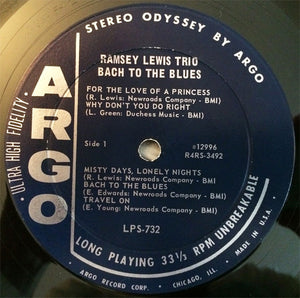 STEREO ODYSSEY BY ARGO
ULTRA HIGH FIDELITY
ARGO
RAMSEY LEWIS TRIO
BACH TO THE BLUES
FOR THE LOVE OF A PRINCESS
(R. Lewis: Newroads Company - BMI)
WHY DON'T YOU DO RIGHT
(L. Green: Duchess Music - BMI)
Side 1
12996
R4RS-3492
MISTY DAYS, LONELY NIGHTS
(R. Lewis: Newroads Company - BMI)
BACH TO THE BLUES
(E. Edwards: Newroads Company - BMI)
TRAVEL ON
(E. Young: Newroads Company - BMI)
LPS-732
LONG PLAYING 33⅓ RPM UNBREAKABLE
ARGO RECORD CORP. CHICAGO, ILL. MADE IN U.S.A.